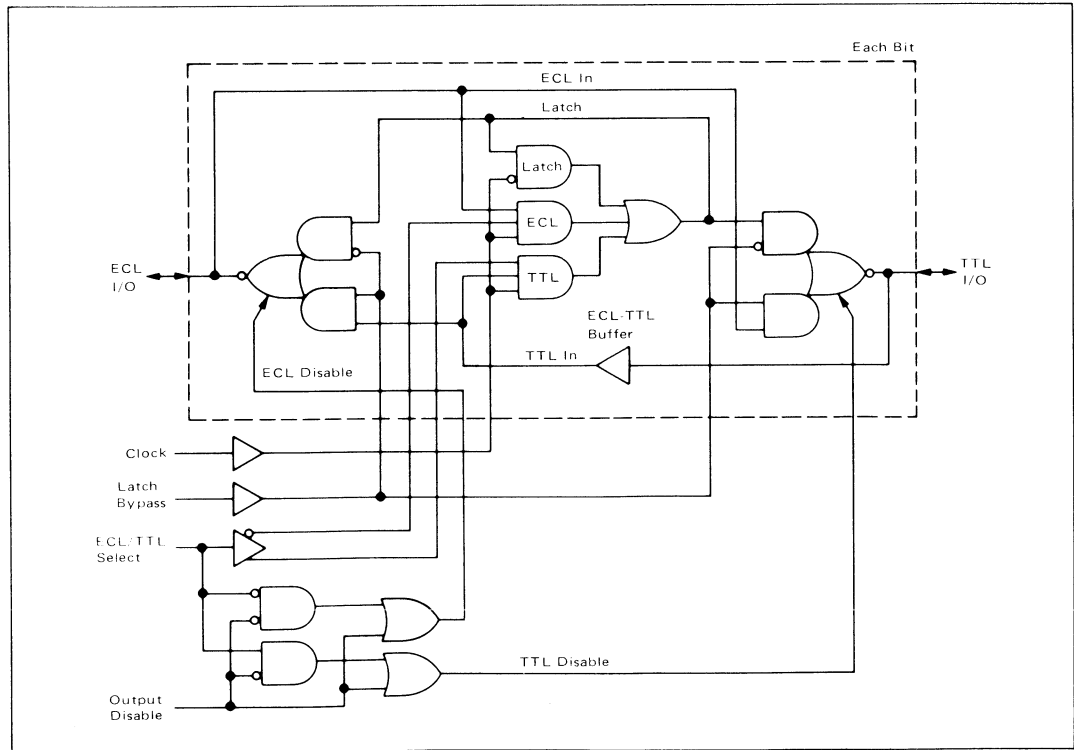 Each Bit
ECL In
Latch
Latch
ECL
TTL
ECL
I/O
TTL
I/O
ECL-TTL
Buffer
TTL In
ECL Disable
Clock
Latch
Bypass
ECL/TTL
Select
TTL Disable
Output
Disable